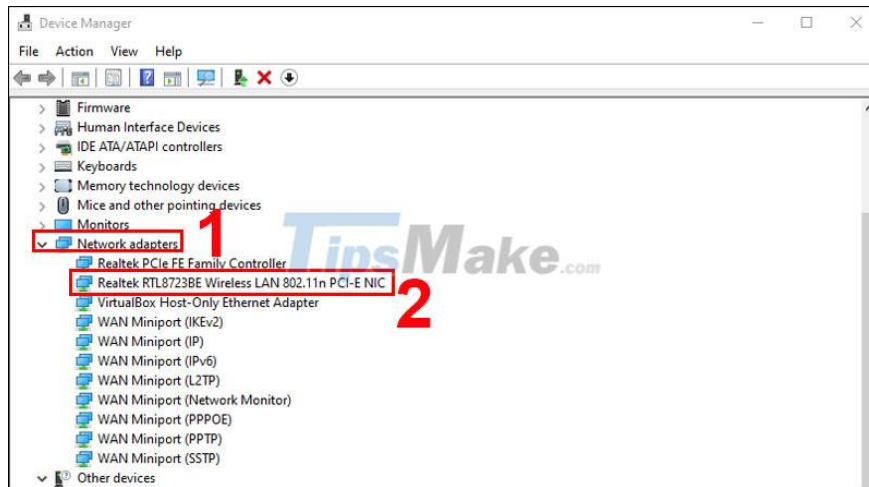 Device Manager
File Action View Help
Firmware
Human Interface Devices
IDE ATA/ATAPI controllers
Keyboards
Memory technology devices
Mice and other pointing devices
Monitors
Network adapters
1
Realtek PCIe FE Family Controller
Realtek RTL8723BE Wireless LAN 802.11n PCI-E NIC
2
VirtualBox Host-Only Ethernet Adapter
WAN Miniport (IKEv2)
WAN Miniport (IP)
WAN Miniport (IPv6)
WAN Miniport (L2TP)
WAN Miniport (Network Monitor)
WAN Miniport (PPPOE)
WAN Miniport (PPTP)
WAN Miniport (SSTP)
Other devices
TipsMake.com